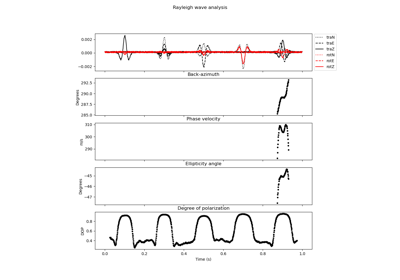 Rayleigh wave analysis
0.002
0.000
−0.002
traN
traE
traZ
rotN
rotE
rotZ
Back-azimuth
Degrees
292.5
290.0
287.5
285.0
Phase velocity
m/s
310
300
290
Ellipticity angle
Degrees
−45
−46
−47
Degree of polarization
DOP
0.8
0.6
0.4
0.0 0.2 0.4 0.6 0.8 1.0
Time (s)